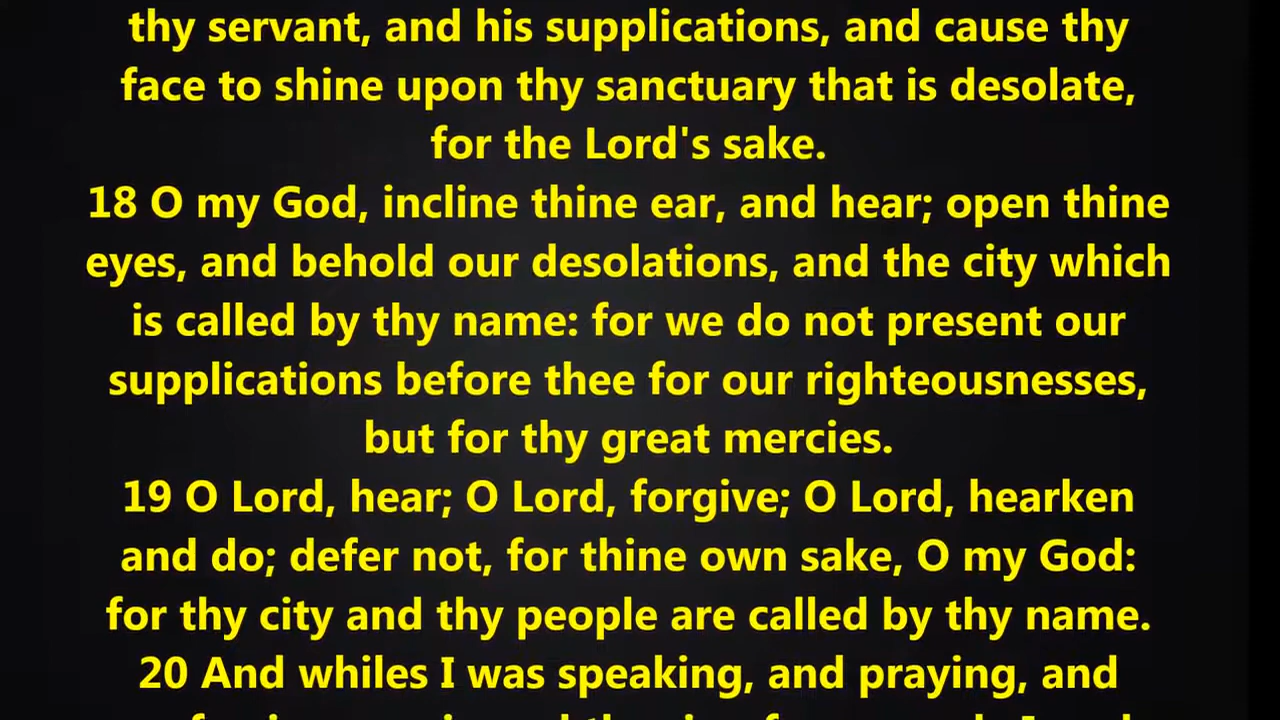 thy servant, and his supplications, and cause thy
face to shine upon thy sanctuary that is desolate,
for the Lord's sake.
18 O my God, incline thine ear, and hear; open thine
eyes, and behold our desolations, and the city which
is called by thy name: for we do not present our
supplications before thee for our righteousnesses,
but for thy great mercies.
19 O Lord, hear; O Lord, forgive; O Lord, hearken
and do; defer not, for thine own sake, O my God:
for thy city and thy people are called by thy name.
20 And whiles I was speaking, and praying, and